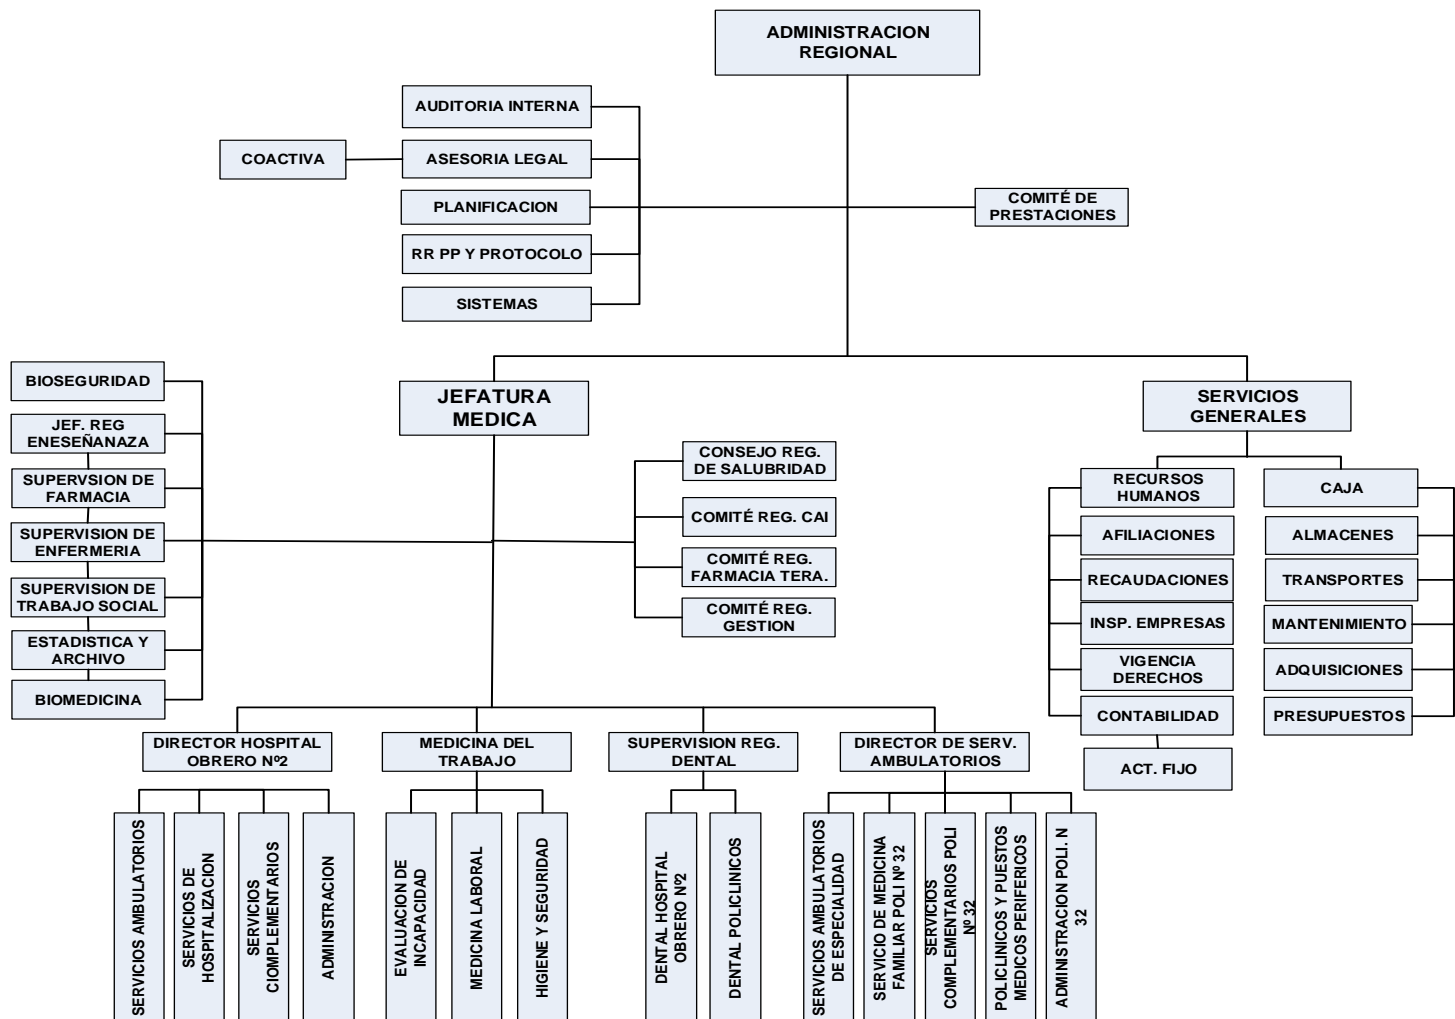 ADMINISTRACION
REGIONAL
AUDITORIA INTERNA
COACTIVA
ASESORIA LEGAL
PLANIFICACION
COMITÉ DE
PRESTACIONES
RR PP Y PROTOCOLO
SISTEMAS
BIOSEGURIDAD
JEF. REG
ENESEÑANAZA
SUPERVSION DE
FARMACIA
SUPERVISION DE
ENFERMERIA
SUPERVISION DE
TRABAJO SOCIAL
ESTADISTICA Y
ARCHIVO
BIOMEDICINA
JEFATURA
MEDICA
CONSEJO REG.
DE SALUBRIDAD
COMITÉ REG. CAI
COMITÉ REG.
FARMACIA TERA.
COMITÉ REG.
GESTION
SERVICIOS
GENERALES
RECURSOS
HUMANOS
AFILIACIONES
RECAUDACIONES
INSP. EMPRESAS
VIGENCIA
DERECHOS
CONTABILIDAD
ACT. FIJO
CAJA
ALMACENES
TRANSPORTES
MANTENIMIENTO
ADQUISICIONES
PRESUPUESTOS
DIRECTOR HOSPITAL
OBRERO Nº2
MEDICINA DEL
TRABAJO
SUPERVISION REG.
DENTAL
DIRECTOR DE SERV.
AMBULATORIOS
SERVICIOS AMBULATORIOS
SERVICIOS DE
HOSPITALIZACION
SERVICIOS
CIOMPLEMENTARIOS
ADMINISTRACION
EVALUACION DE
INCAPACIDAD
MEDICINA LABORAL
HIGIENE Y SEGURIDAD
DENTAL HOSPITAL
OBRERO Nº2
DENTAL POLICLINICOS
SERVICIOS AMBULATORIOS
DE ESPECIALIDAD
SERVICIO DE MEDICINA
FAMILIAR POLI Nº 32
SERVICIOS
COMPLEMENTARIOS POLI
Nº 32
POLICLINICOS Y PUESTOS
MEDICOS PERIFERICOS
ADMINISTRACION POLI. N
32